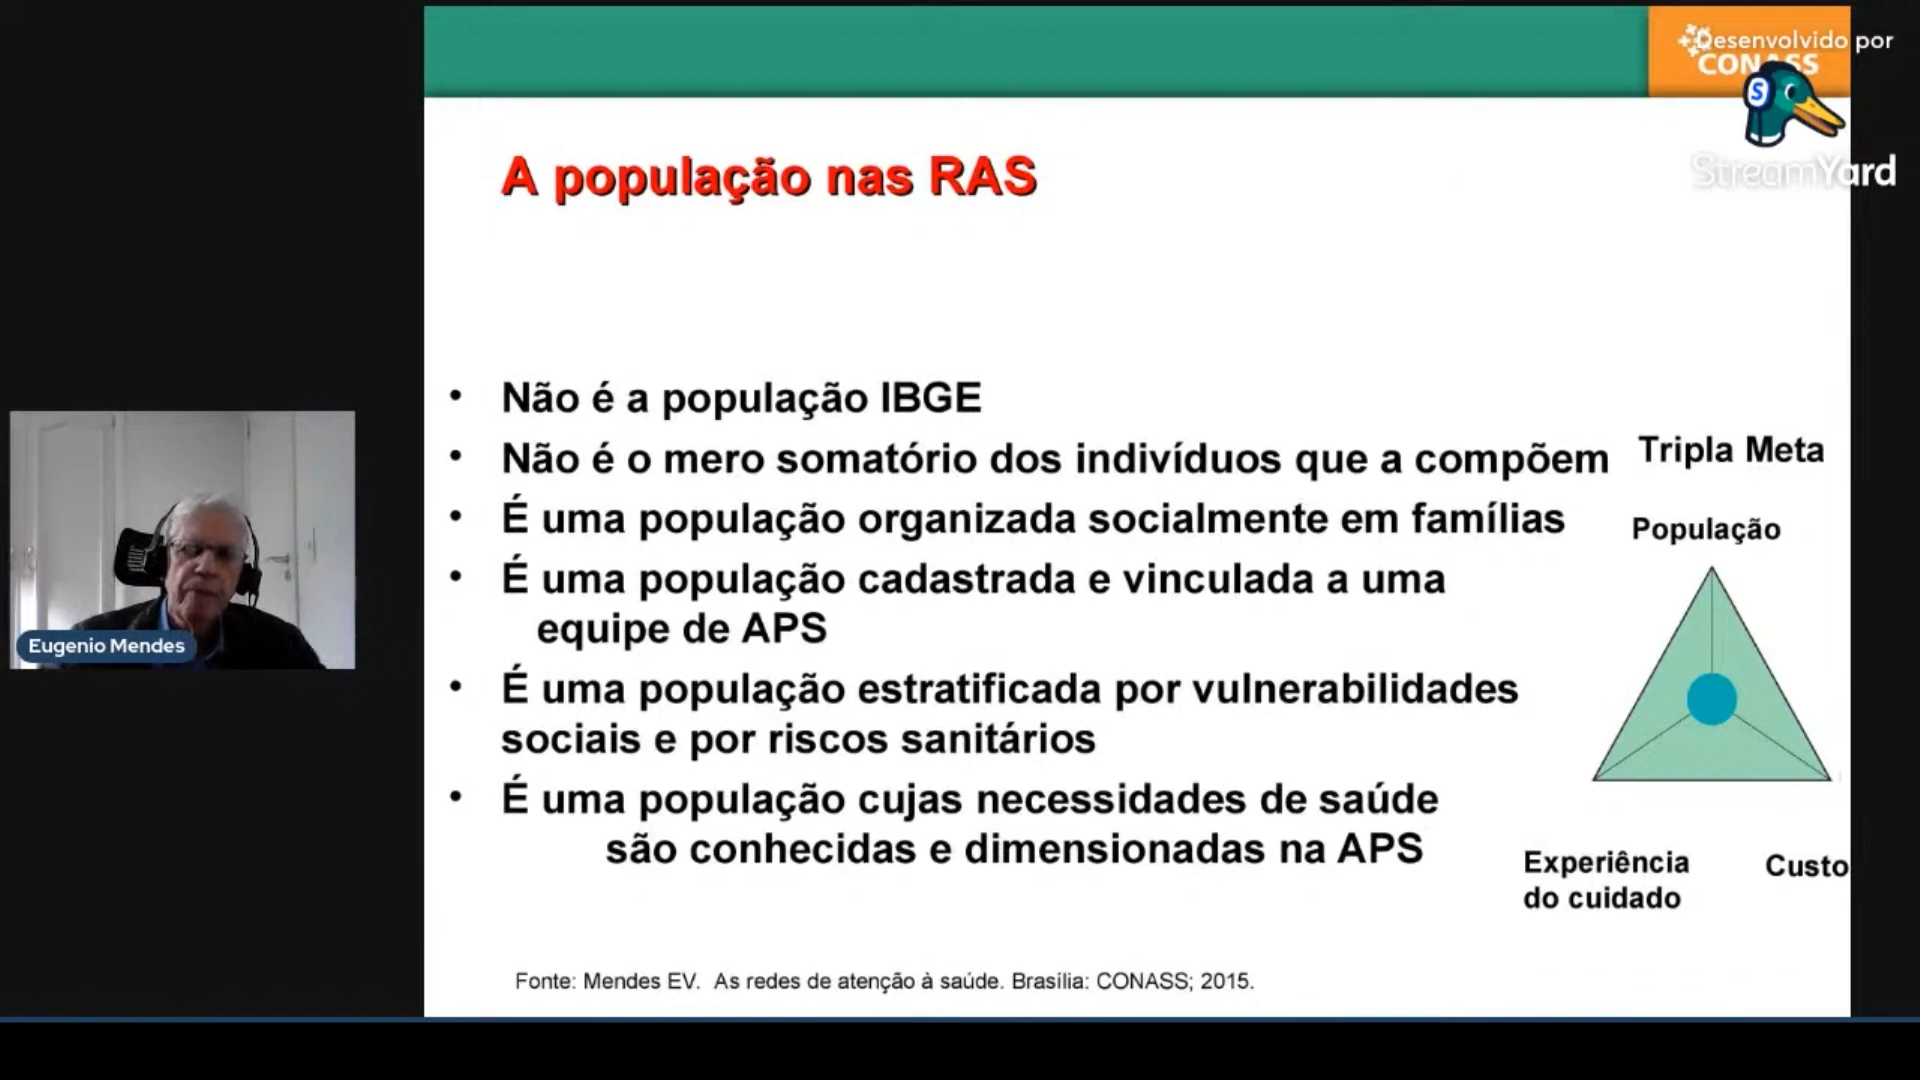 Desenvolvido por
CONASS
StreamYard
A população nas RAS
• Não é a população IBGE
• Não é o mero somatório dos indivíduos que a compõem
• É uma população organizada socialmente em famílias
• É uma população cadastrada e vinculada a uma
equipe de APS
• É uma população estratificada por vulnerabilidades
sociais e por riscos sanitários
• É uma população cujas necessidades de saúde
são conhecidas e dimensionadas na APS
Tripla Meta
População
Experiência
do cuidado
Custo
Fonte: Mendes EV. As redes de atenção à saúde. Brasília: CONASS; 2015.
Eugenio Mendes
S